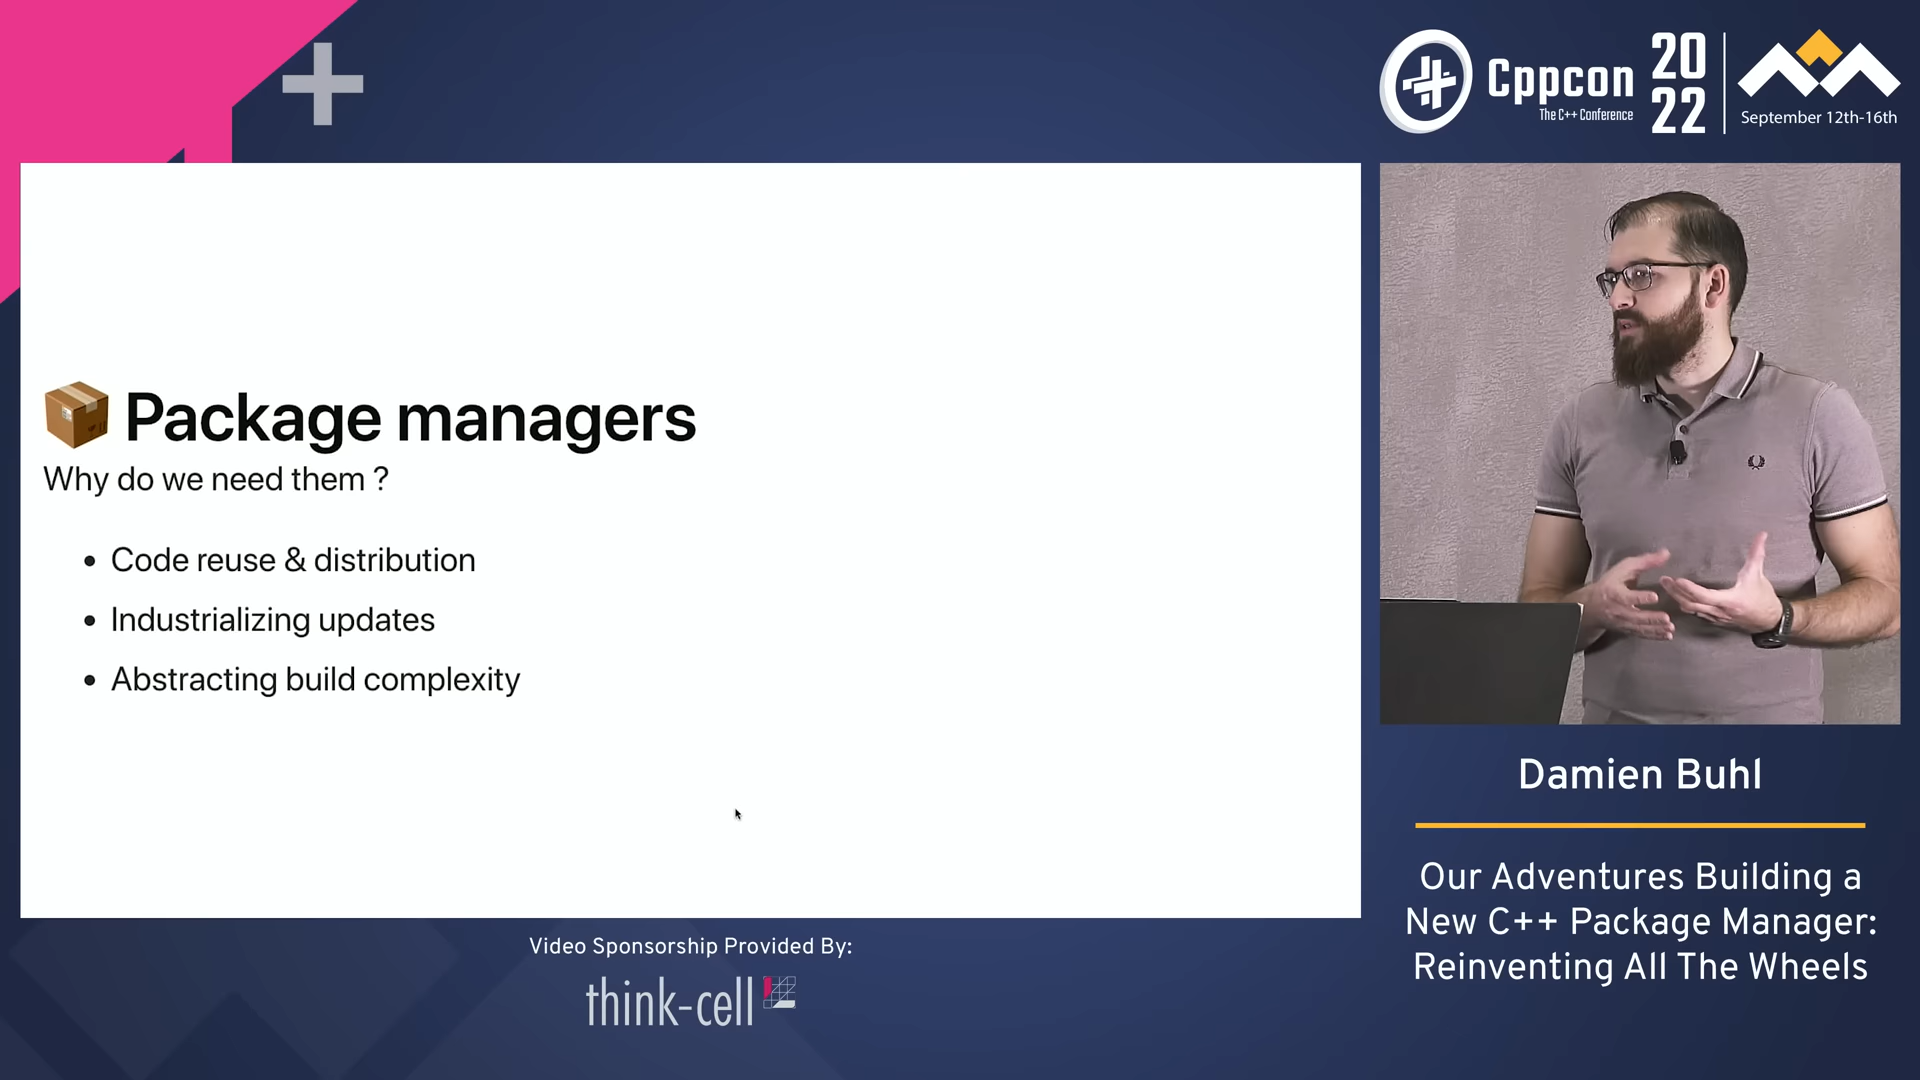 Cppcon
The C++ Conference
20
22
September 12th-16th
📦 Package managers
Why do we need them ?
• Code reuse & distribution
• Industrializing updates
• Abstracting build complexity
Damien Buhl
Our Adventures Building a
New C++ Package Manager:
Reinventing All The Wheels
Video Sponsorship Provided By:
think-cell